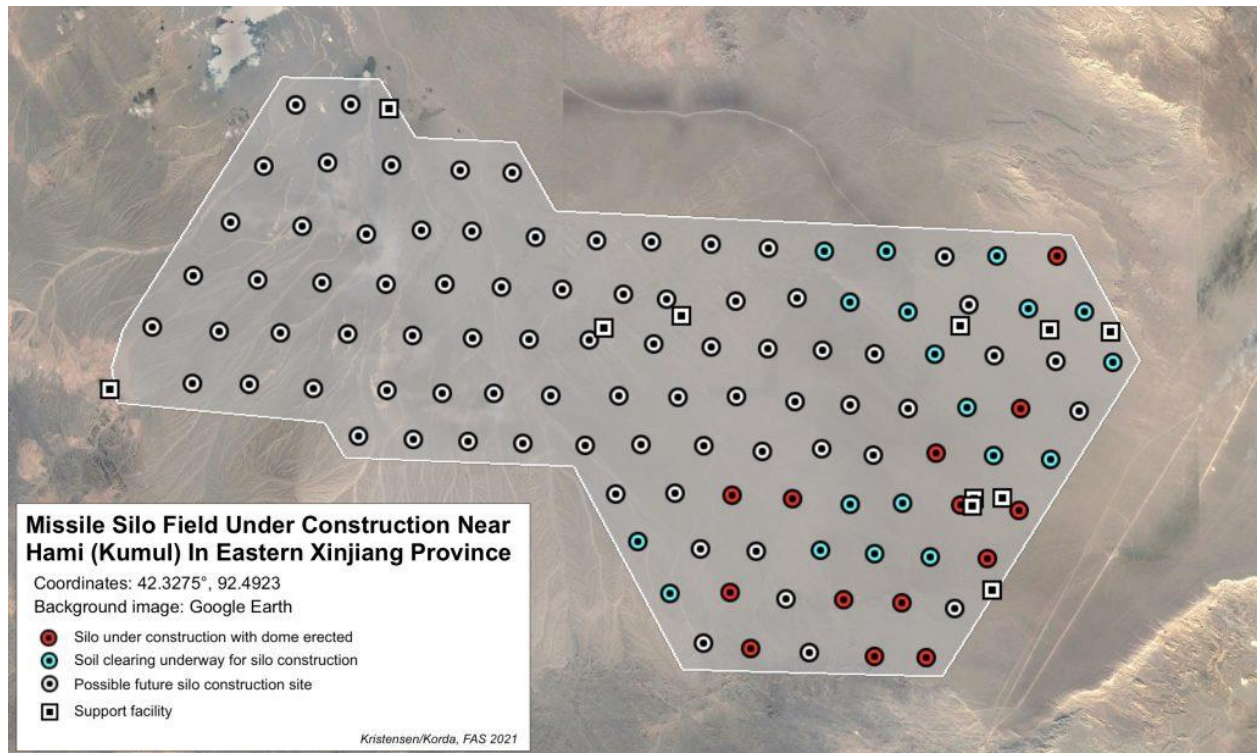 Missile Silo Field Under Construction Near
Hami (Kumul) In Eastern Xinjiang Province
Coordinates: 42.3275°, 92.4923
Background image: Google Earth
Silo under construction with dome erected
Soil clearing underway for silo construction
Possible future silo construction site
Support facility
Kristensen/Korda, FAS 2021